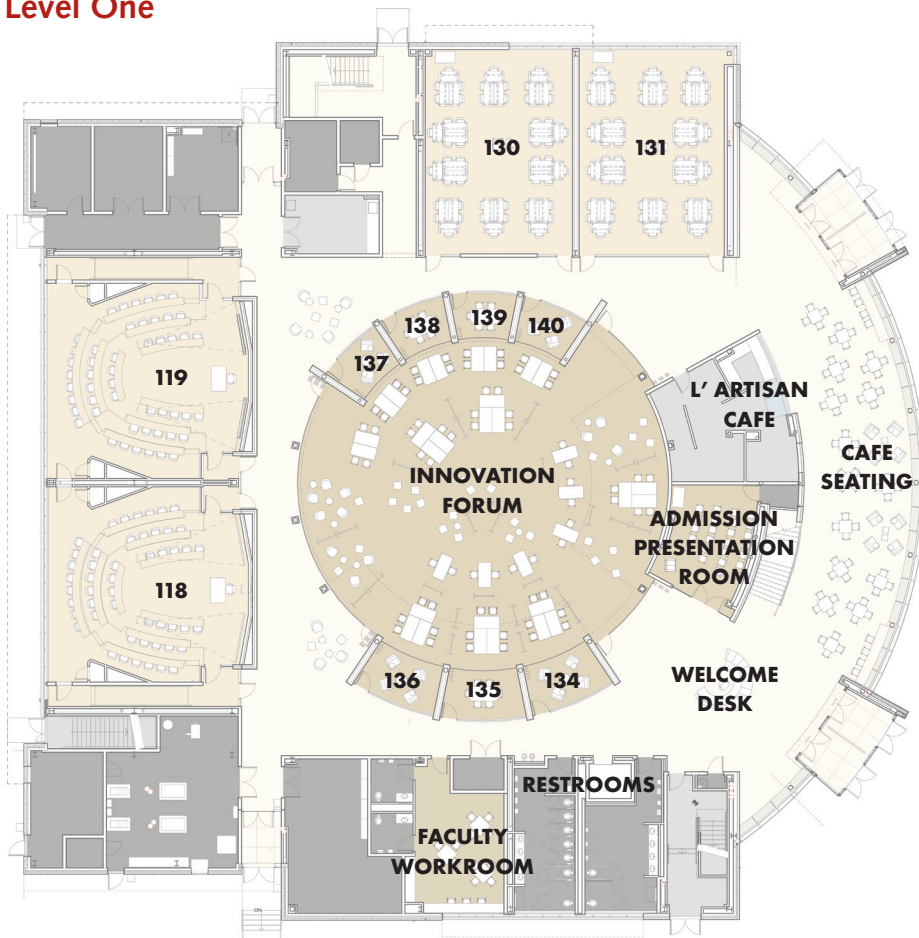 Level One
130
131
138
139
140
137
119
L' ARTISAN
CAFE
CAFE
SEATING
INNOVATION
FORUM
ADMISSION
PRESENTATION
ROOM
118
136
135
134
WELCOME
DESK
RESTROOMS
FACULTY
WORKROOM
DN